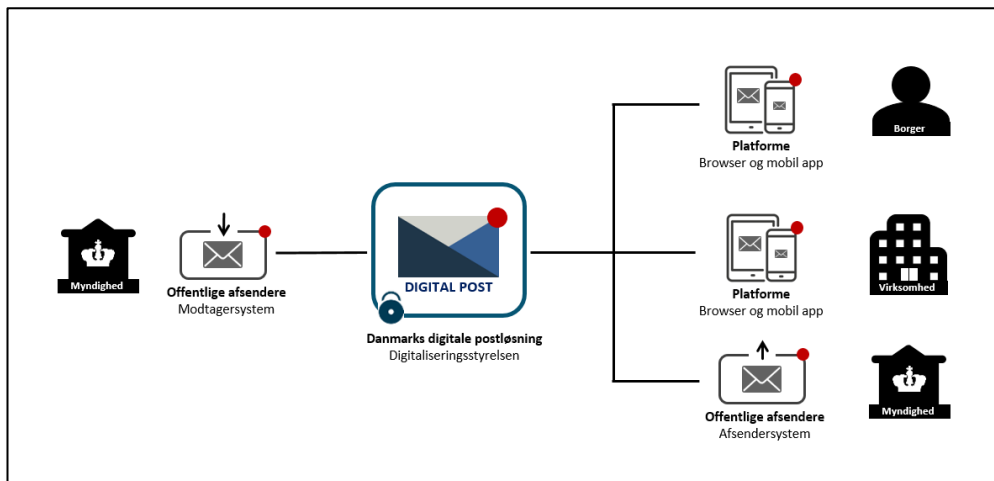 Myndighed
Offentlige afsendere
Modtagersystem
DIGITAL POST
Danmarks digitale postløsning
Digitaliseringsstyrelsen
Platforme
Browser og mobil app
Borger
Platforme
Browser og mobil app
Virksomhed
Offentlige afsendere
Afsendersystem
Myndighed